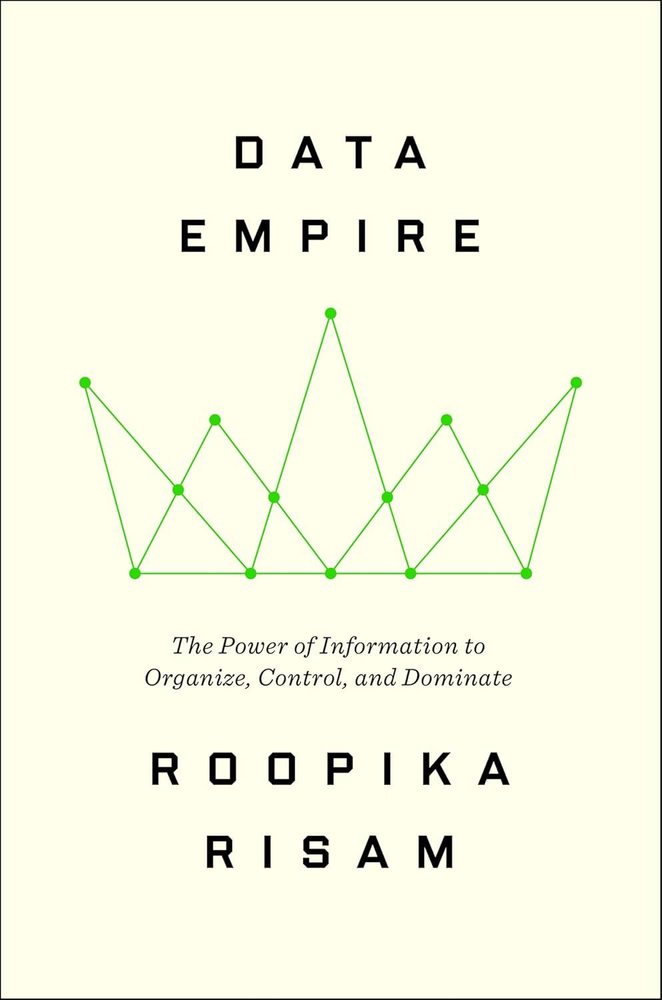 DATA
EMPIRE
The Power of Information to
Organize, Control, and Dominate
ROOPIKA
RISAM